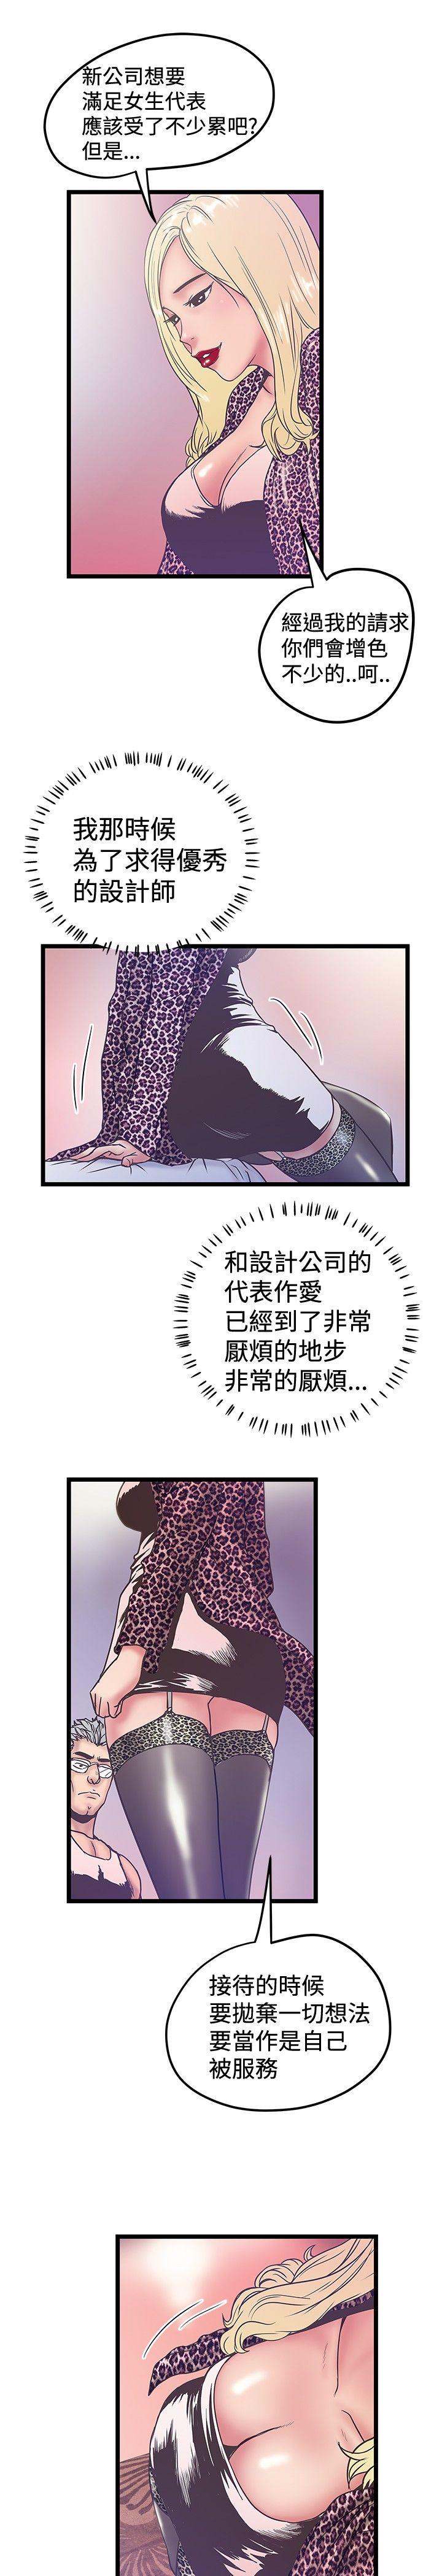 新公司想要
滿足女生代表
應該受了不少累吧?
但是...
經過我的請求
你們會增色
不少的..呵..
我那時候
為了求得優秀
的設計師
和設計公司的
代表作愛
已經到了非常
厭煩的地步
非常的厭煩...
接待的時候
要拋棄一切想法
要當作是自己
被服務